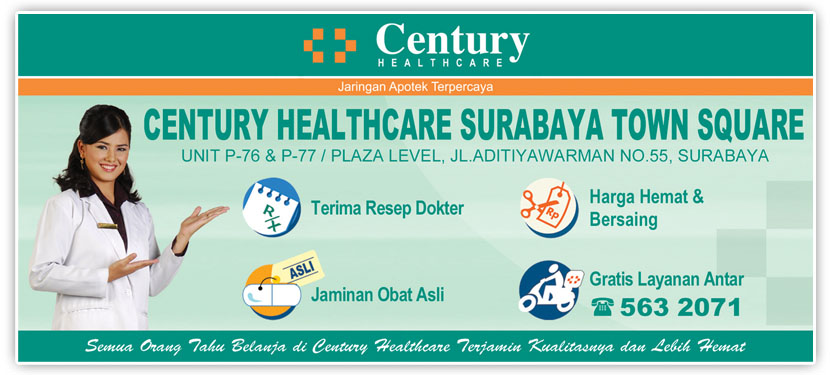 Century
HEALTHCARE
Jaringan Apotek Terpercaya
CENTURY HEALTHCARE SURABAYA TOWN SQUARE
UNIT P-76 & P-77 / PLAZA LEVEL, JL.ADITIYAWARMAN NO.55, SURABAYA
R/
Terima Resep Dokter
Rp
Harga Hemat &
Bersaing
ASLI
Jaminan Obat Asli
Gratis Layanan Antar
☎ 563 2071
Semua Orang Tahu Belanja di Century Healthcare Terjamin Kualitasnya dan Lebih Hemat